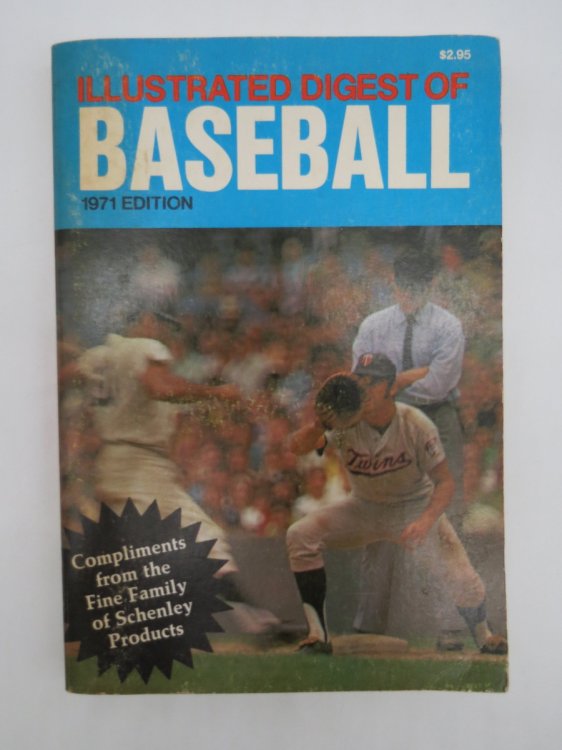 $2.95
ILLUSTRATED DIGEST OF
BASEBALL
1971 EDITION
T
Twins
Compliments
from the
Fine Family
of Schenley
Products